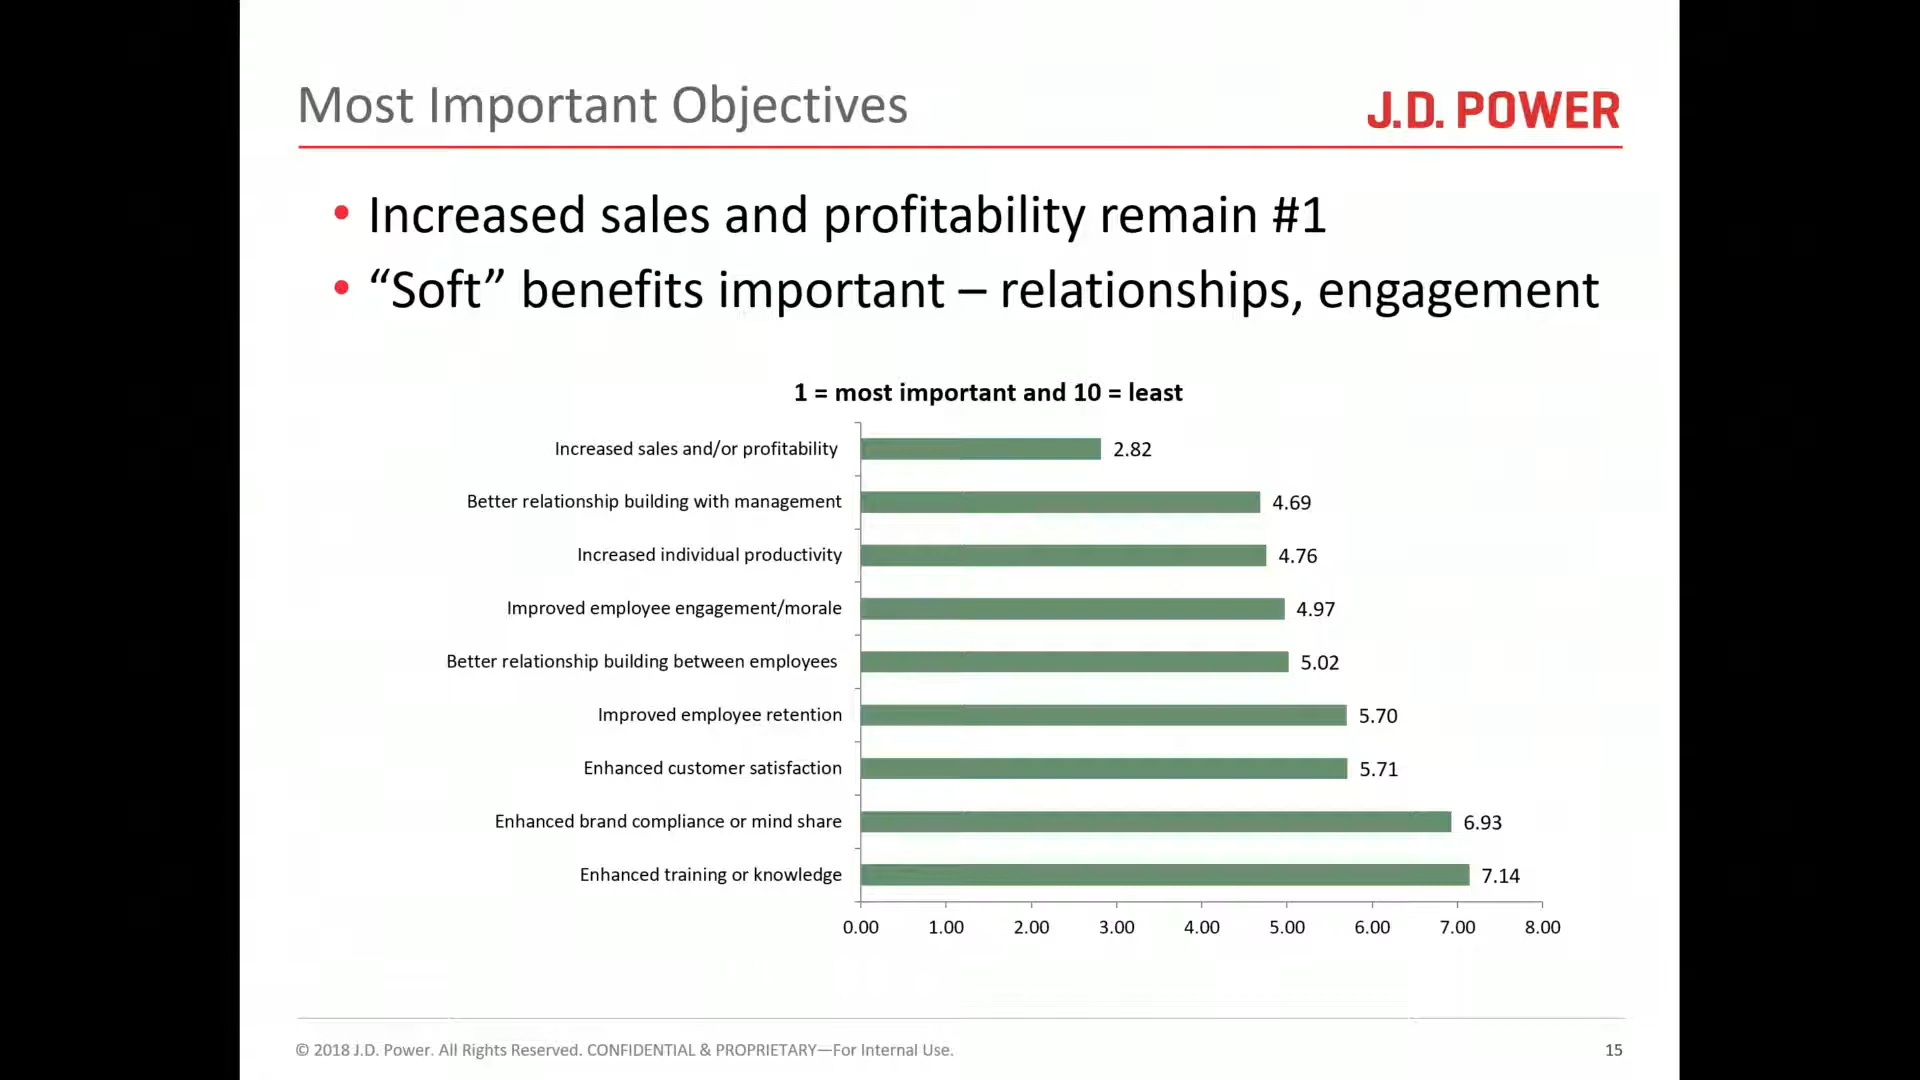 Most Important Objectives
J.D. POWER
• Increased sales and profitability remain #1
• “Soft” benefits important – relationships, engagement
1 = most important and 10 = least
Increased sales and/or profitability 2.82
Better relationship building with management 4.69
Increased individual productivity 4.76
Improved employee engagement/morale 4.97
Better relationship building between employees 5.02
Improved employee retention 5.70
Enhanced customer satisfaction 5.71
Enhanced brand compliance or mind share 6.93
Enhanced training or knowledge 7.14
0.00 1.00 2.00 3.00 4.00 5.00 6.00 7.00 8.00
© 2018 J.D. Power. All Rights Reserved. CONFIDENTIAL & PROPRIETARY—For Internal Use.
15